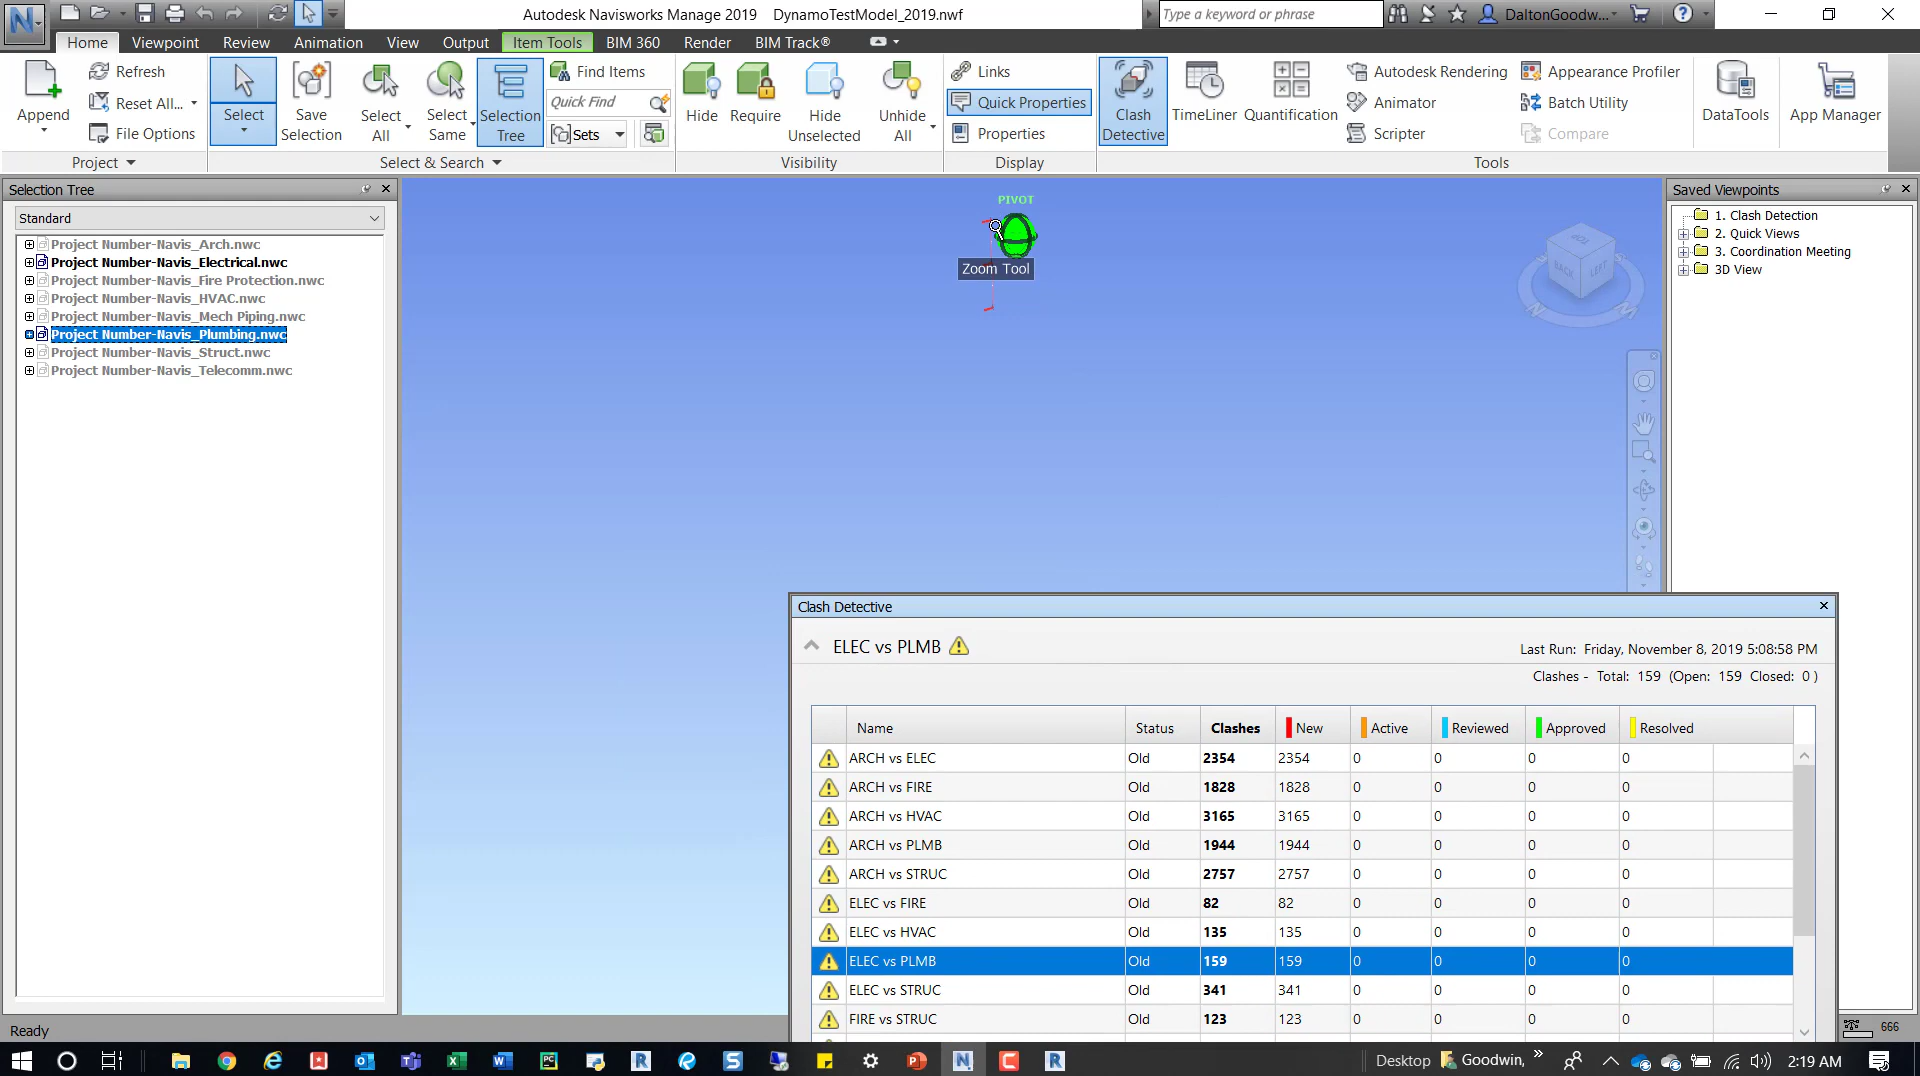 Autodesk Navisworks Manage 2019 DynamoTestModel_2019.nwf
Type a keyword or phrase
DaltonGoodw...
Home Viewpoint Review Animation View Output Item Tools BIM 360 Render BIM Track®
Append
Refresh
Reset All...
File Options
Project
Select
Save Selection
Select All
Select Same
Selection Tree
Find Items
Quick Find
Sets
Select & Search
Hide
Require
Hide Unselected
Unhide All
Visibility
Links
Quick Properties
Properties
Display
Clash Detective
TimeLiner
Quantification
Autodesk Rendering
Animator
Scripter
Appearance Profiler
Batch Utility
Compare
Tools
DataTools
App Manager
Selection Tree
Standard
Project Number-Navis_Arch.nwc
Project Number-Navis_Electrical.nwc
Project Number-Navis_Fire Protection.nwc
Project Number-Navis_HVAC.nwc
Project Number-Navis_Mech Piping.nwc
Project Number-Navis_Plumbing.nwc
Project Number-Navis_Struct.nwc
Project Number-Navis_Telecomm.nwc
PIVOT
Zoom Tool
TOP
BACK LEFT
Saved Viewpoints
1. Clash Detection
2. Quick Views
3. Coordination Meeting
3D View
Clash Detective
ELEC vs PLMB
Last Run: Friday, November 8, 2019 5:08:58 PM
Clashes - Total: 159 (Open: 159 Closed: 0 )
Name Status Clashes New Active Reviewed Approved Resolved
ARCH vs ELEC Old 2354 2354 0 0 0 0
ARCH vs FIRE Old 1828 1828 0 0 0 0
ARCH vs HVAC Old 3165 3165 0 0 0 0
ARCH vs PLMB Old 1944 1944 0 0 0 0
ARCH vs STRUC Old 2757 2757 0 0 0 0
ELEC vs FIRE Old 82 82 0 0 0 0
ELEC vs HVAC Old 135 135 0 0 0 0
ELEC vs PLMB Old 159 159 0 0 0 0
ELEC vs STRUC Old 341 341 0 0 0 0
FIRE vs STRUC Old 123 123 0 0 0 0
Ready
666
Desktop Goodwin, » 2:19 AM